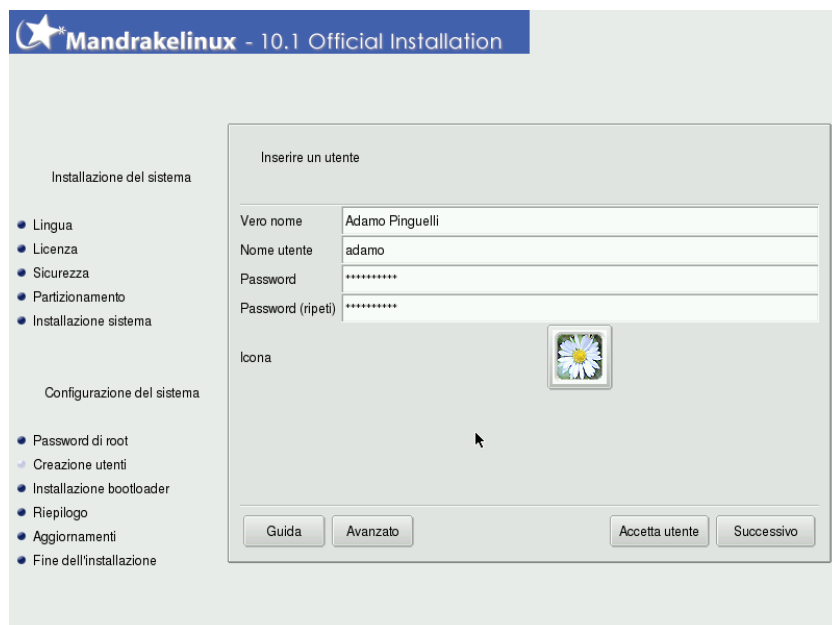 Mandrakelinux - 10.1 Official Installation
Installazione del sistema
Lingua
Licenza
Sicurezza
Partizionamento
Installazione sistema
Configurazione del sistema
Password di root
Creazione utenti
Installazione bootloader
Riepilogo
Aggiornamenti
Fine dell'installazione
Inserire un utente
Vero nome Adamo Pinguelli
Nome utente adamo
Password **********
Password (ripeti) **********
Icona
Guida Avanzato Accetta utente Successivo